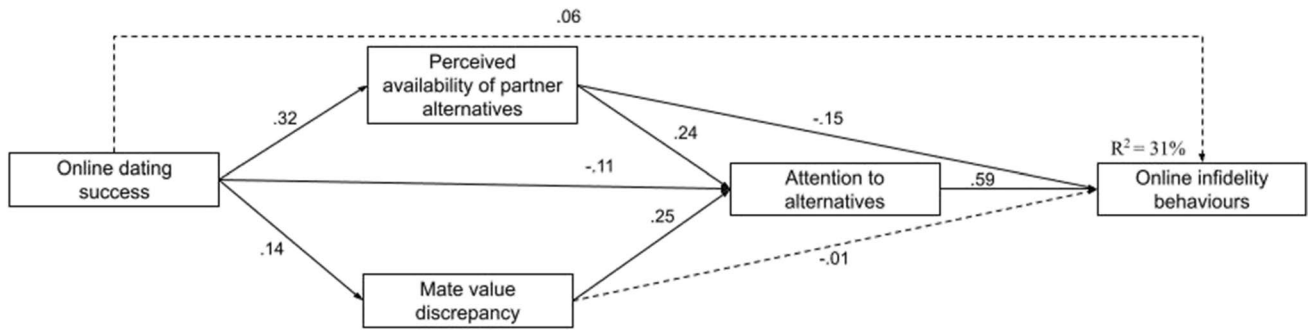 .06
Perceived
availability of partner
alternatives
.32
-.15
.24
R² = 31%
Online dating
success
-.11
Attention to
alternatives
.59
Online infidelity
behaviours
.25
.14
-.01
Mate value
discrepancy